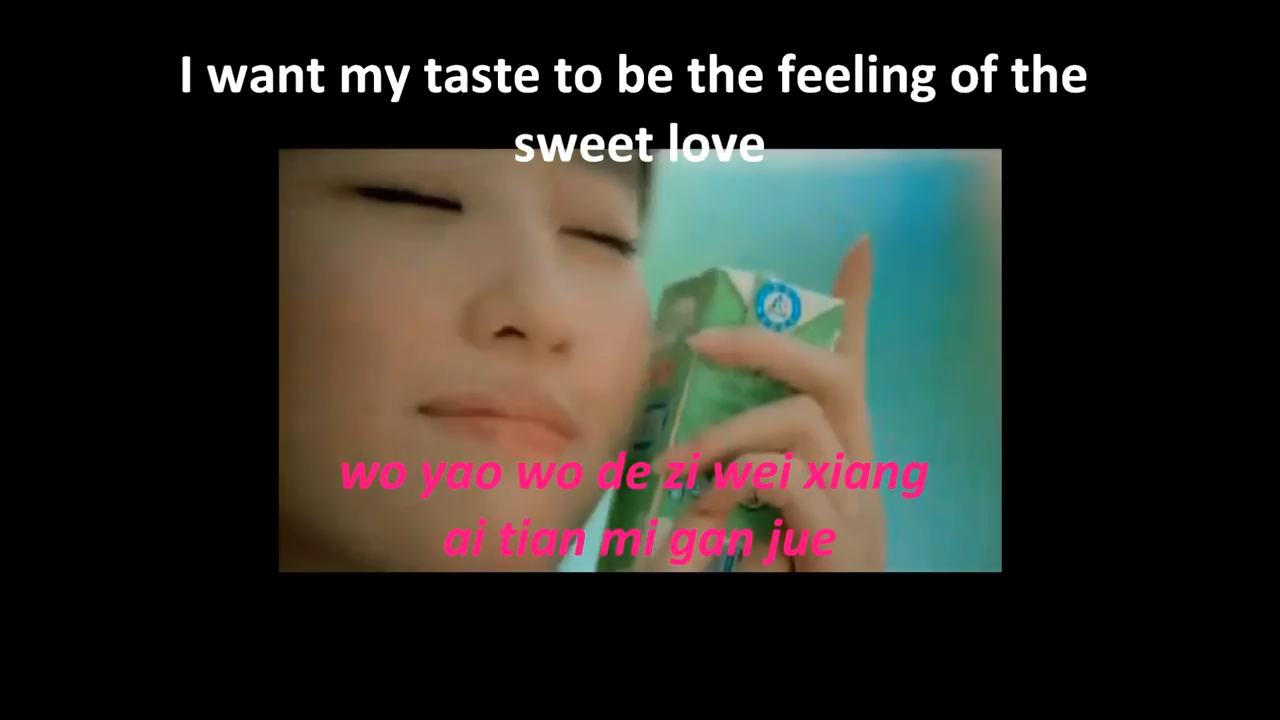 I want my taste to be the feeling of the
sweet love
wo yao wo de zi wei xiang
ai tian mi gan jue